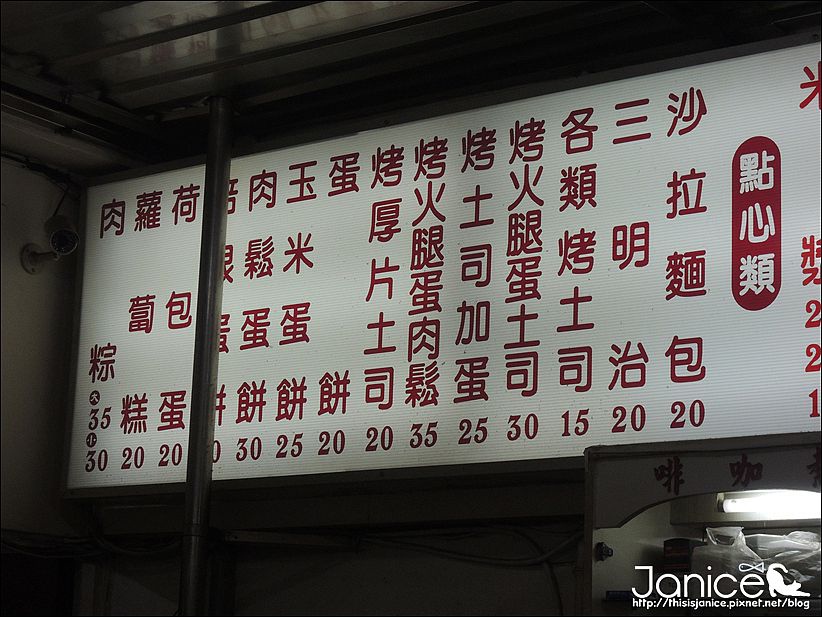 點心類
沙拉麵包 20
三明治 20
各類烤土司 15
烤火腿蛋土司 30
烤土司加蛋 25
烤火腿蛋肉鬆 35
烤厚片土司 20
蛋餅 20
玉米蛋餅 25
肉鬆蛋餅 30
荷包蛋 20
蘿蔔糕 20
肉粽 大35 小30
咖啡
Janice
http://thisisjanice.pixnet.net/blog